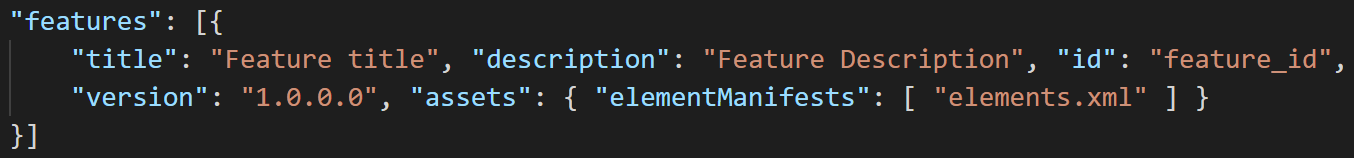 "features": [{
"title": "Feature title", "description": "Feature Description", "id": "feature_id",
"version": "1.0.0.0", "assets": { "elementManifests": [ "elements.xml" ] }
}]